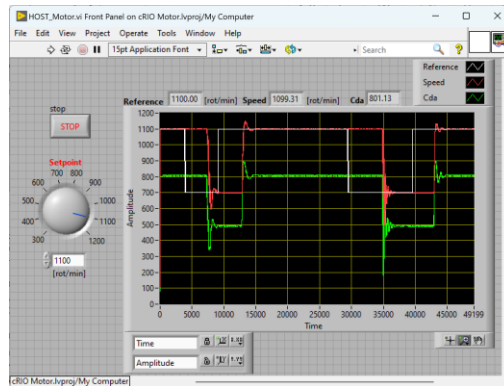 HOST_Motor.vi Front Panel on cRIO Motor.lvproj/My Computer
File Edit View Project Operate Tools Window Help
15pt Application Font Search
Reference
Speed
Cda
stop
STOP
Reference 1100.00 [rot/min] Speed 1099.31 [rot/min] Cda 801.13
Setpoint
300 400 500 600 700 800 900 1000 1100 1200
1100
[rot/min]
Amplitude
1200
1100
1000
900
800
700
600
500
400
300
200
100
0
0 5000 10000 15000 20000 25000 30000 35000 40000 45000 49199
Time
Time
Amplitude
cRIO Motor.lvproj/My Computer